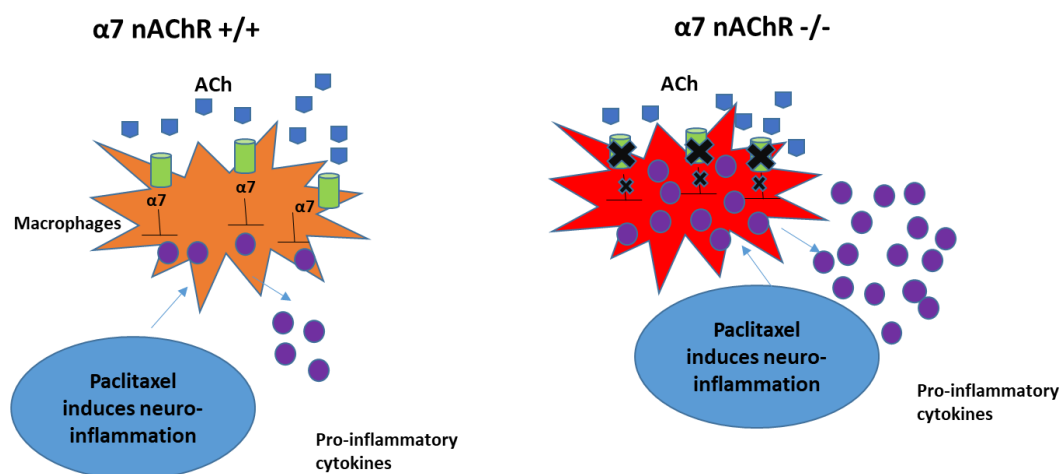 α7 nAChR +/+
ACh
α7
α7
α7
Macrophages
Paclitaxel
induces neuro-
inflammation
Pro-inflammatory
cytokines
α7 nAChR -/-
ACh
Paclitaxel
induces neuro-
inflammation
Pro-inflammatory
cytokines